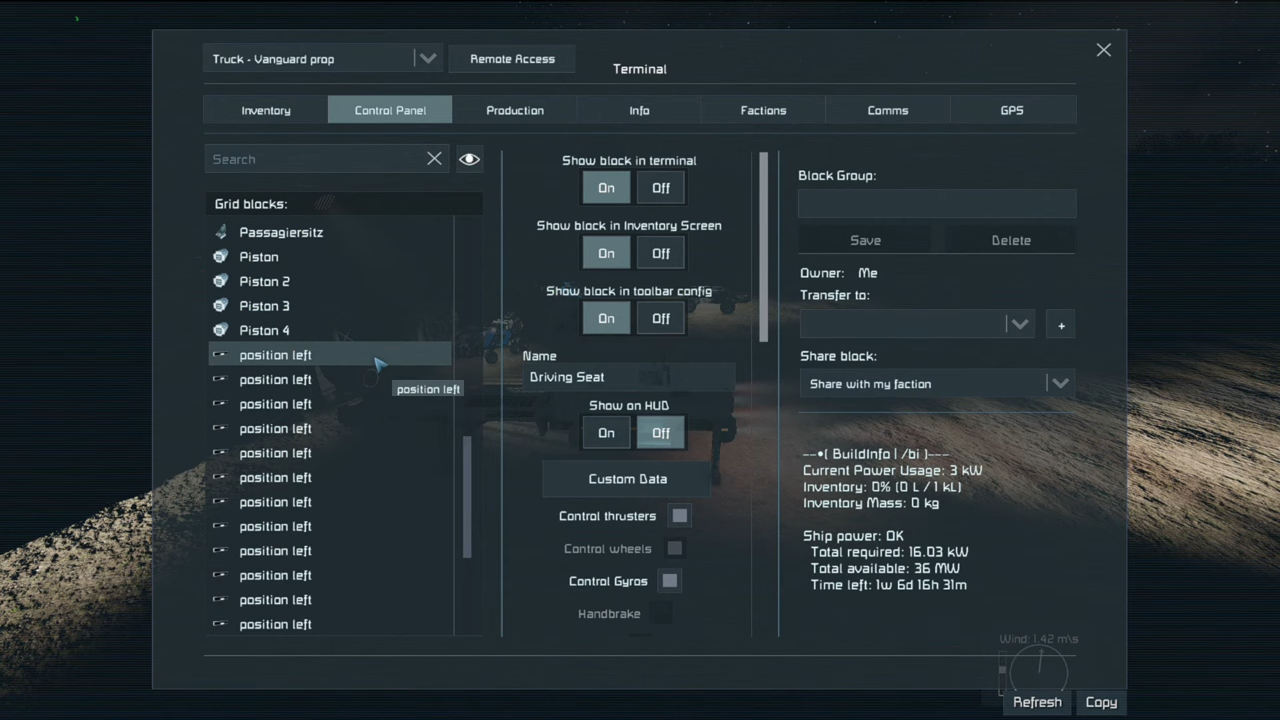 Truck - Vanguard prop
Remote Access
Terminal
Inventory
Control Panel
Production
Info
Factions
Comms
GPS
Search
Grid blocks:
Passagiersitz
Piston
Piston 2
Piston 3
Piston 4
position left
position left
position left
position left
position left
position left
position left
position left
position left
position left
position left
position left
position left
Show block in terminal
On Off
Show block in Inventory Screen
On Off
Show block in toolbar config
On Off
Name
Driving Seat
Show on HUD
On Off
Custom Data
Control thrusters
Control wheels
Control Gyros
Handbrake
Block Group:
Save Delete
Owner: Me
Transfer to:
+
Share block:
Share with my faction
--•( BuildInfo | /bi )---
Current Power Usage: 3 kW
Inventory: 0% (0 L / 1 kL)
Inventory Mass: 0 kg
Ship power: OK
Total required: 16.03 kW
Total available: 36 MW
Time left: 1w 6d 16h 31m
Wind: 1.42 m\s
Refresh Copy